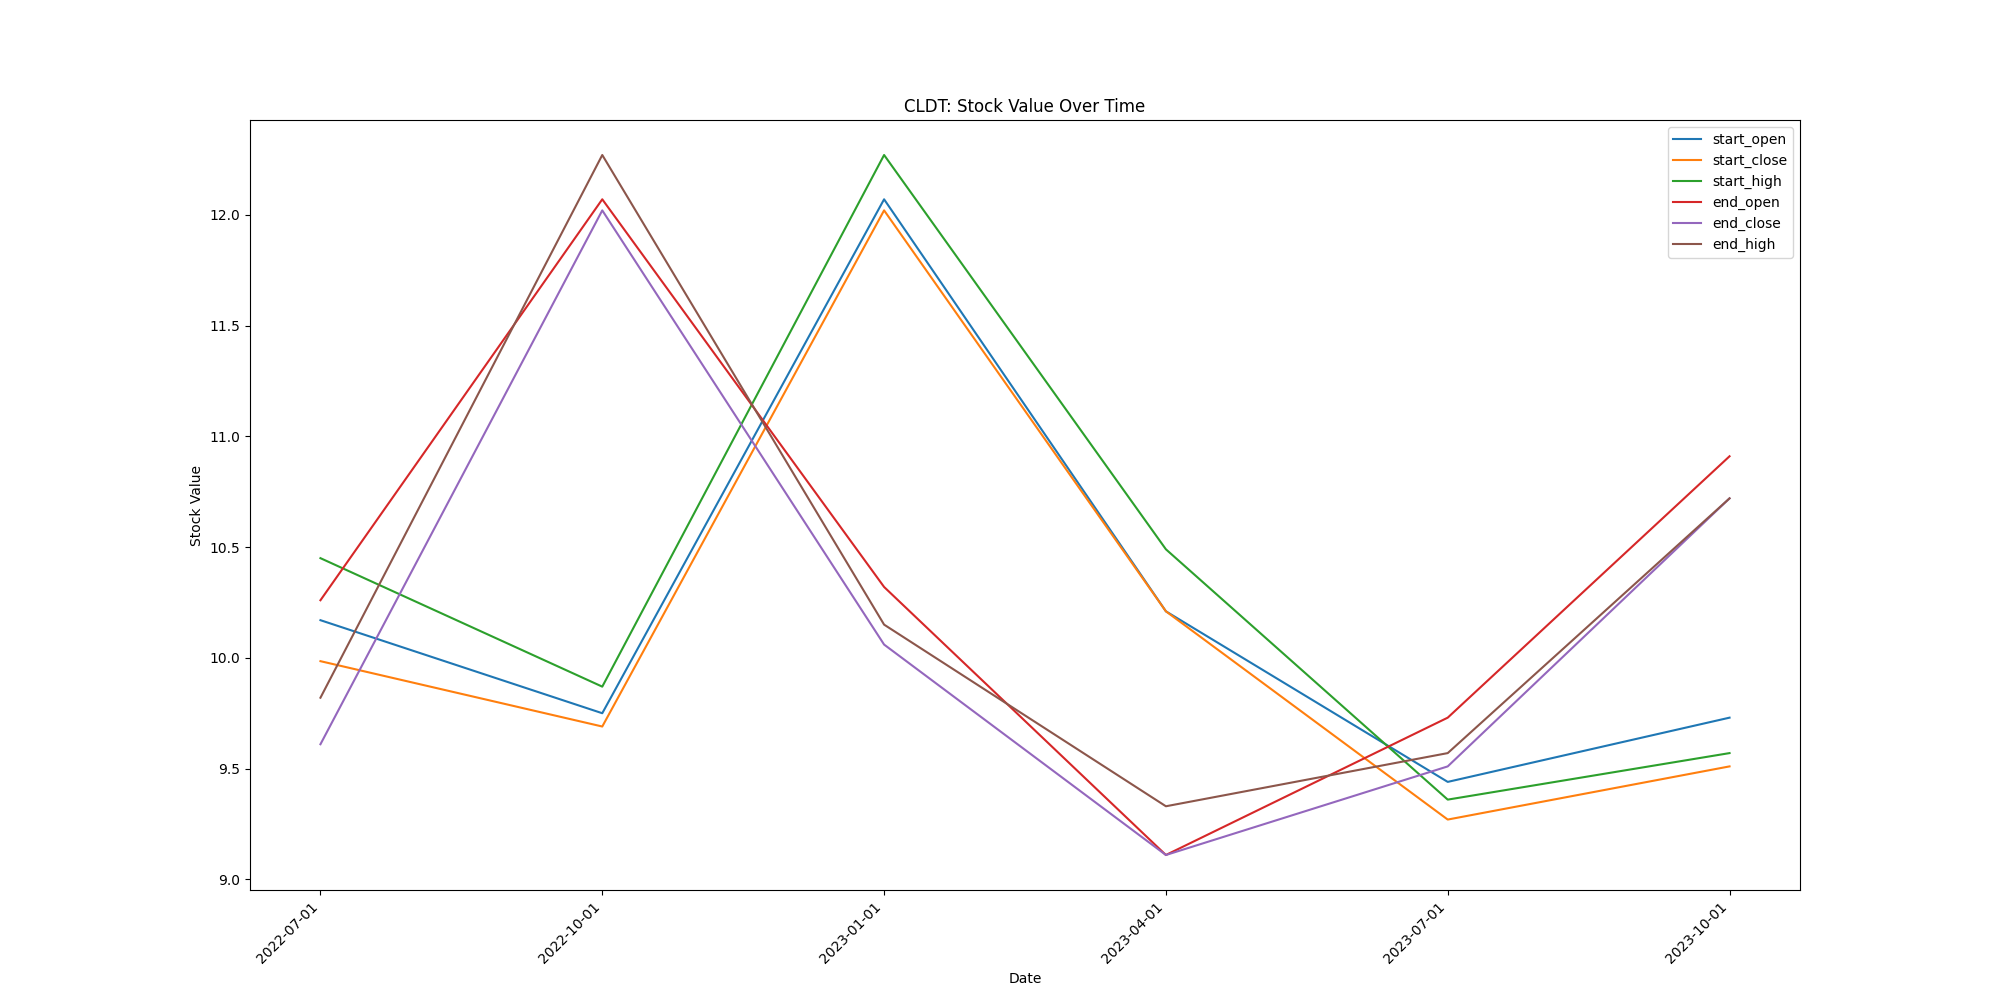 CLDT: Stock Value Over Time
start_open
start_close
start_high
end_open
end_close
end_high
Stock Value
12.0
11.5
11.0
10.5
10.0
9.5
9.0
2022-07-01
2022-10-01
2023-01-01
2023-04-01
2023-07-01
2023-10-01
Date